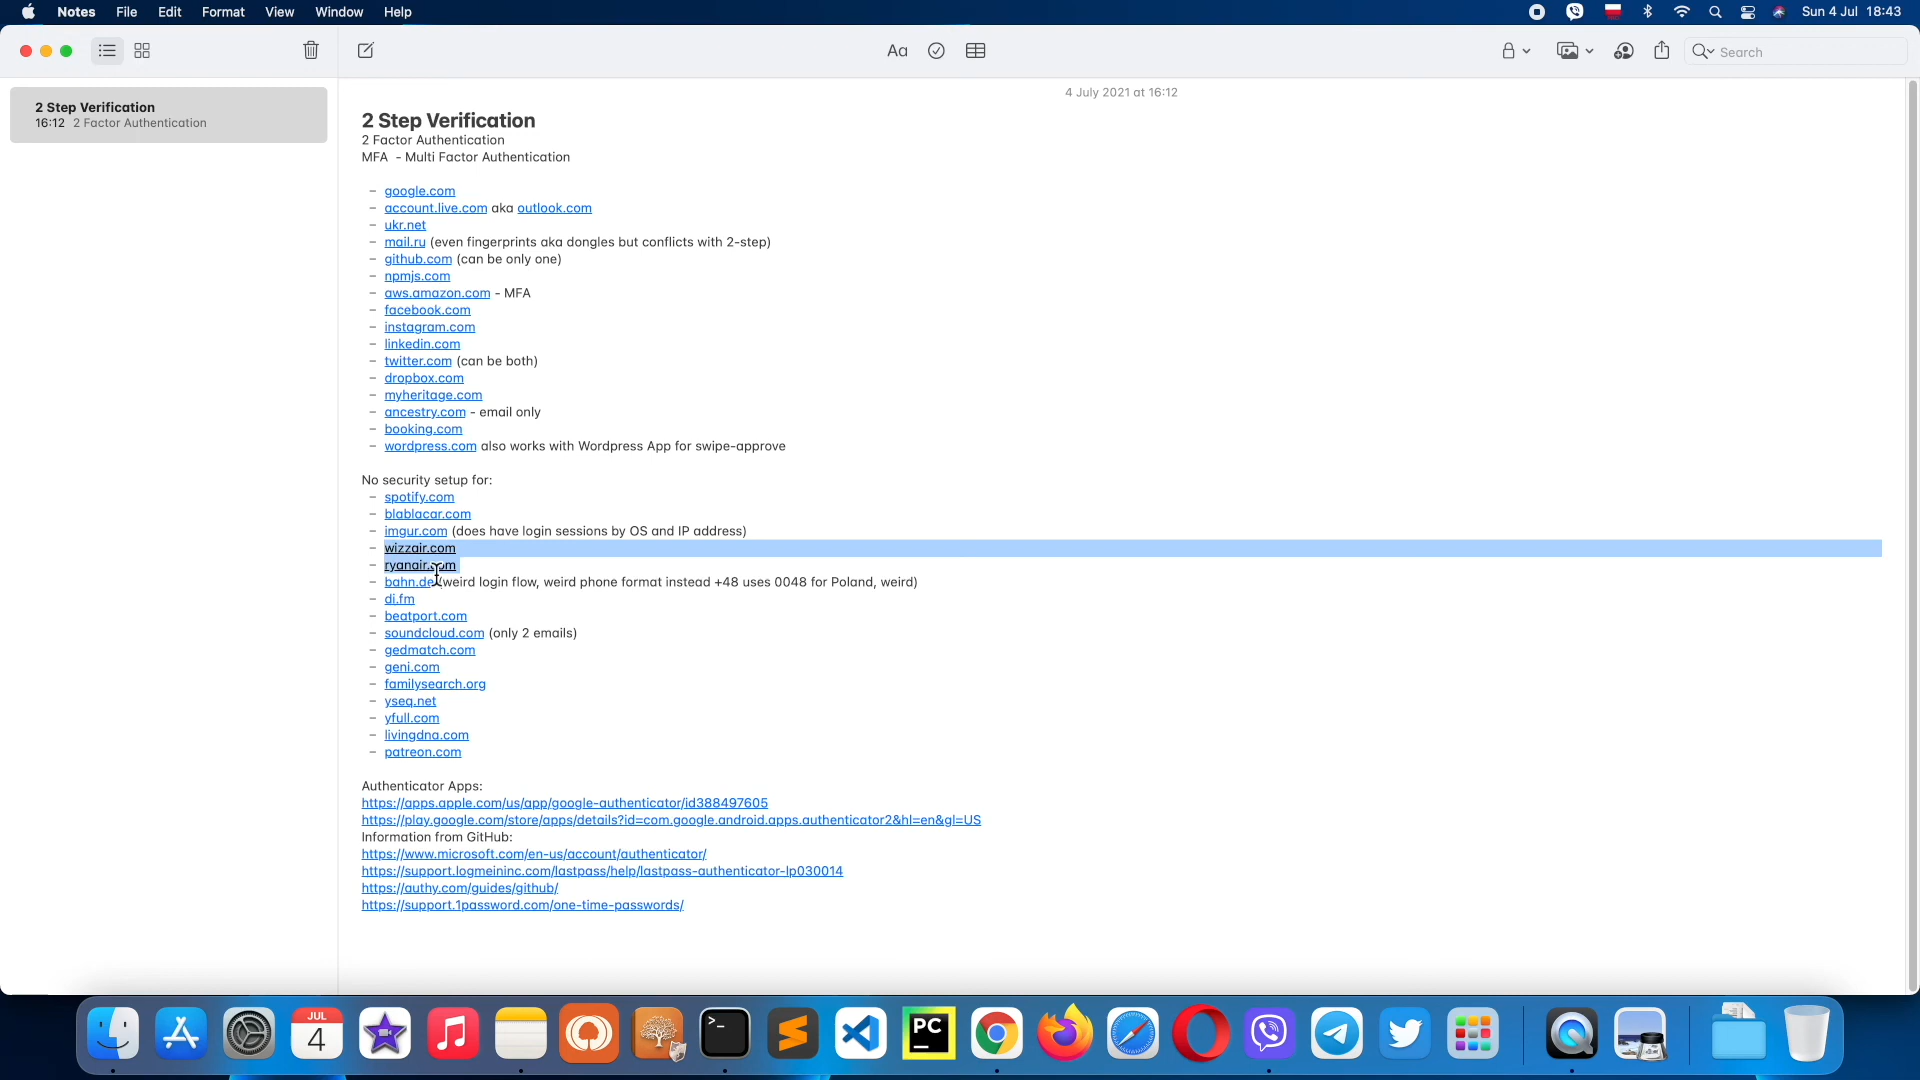 Notes File Edit Format View Window Help
Sun 4 Jul 18:43
Aa
Search
2 Step Verification
16:12 2 Factor Authentication
4 July 2021 at 16:12
2 Step Verification
2 Factor Authentication
MFA - Multi Factor Authentication
– google.com
– account.live.com aka outlook.com
– ukr.net
– mail.ru (even fingerprints aka dongles but conflicts with 2-step)
– github.com (can be only one)
– npmjs.com
– aws.amazon.com - MFA
– facebook.com
– instagram.com
– linkedin.com
– twitter.com (can be both)
– dropbox.com
– myheritage.com
– ancestry.com - email only
– booking.com
– wordpress.com also works with Wordpress App for swipe-approve
No security setup for:
– spotify.com
– blablacar.com
– imgur.com (does have login sessions by OS and IP address)
– wizzair.com
– ryanair.com
– bahn.de (weird login flow, weird phone format instead +48 uses 0048 for Poland, weird)
– di.fm
– beatport.com
– soundcloud.com (only 2 emails)
– gedmatch.com
– geni.com
– familysearch.org
– yseq.net
– yfull.com
– livingdna.com
– patreon.com
Authenticator Apps:
https://apps.apple.com/us/app/google-authenticator/id388497605
https://play.google.com/store/apps/details?id=com.google.android.apps.authenticator2&hl=en&gl=US
Information from GitHub:
https://www.microsoft.com/en-us/account/authenticator/
https://support.logmeininc.com/lastpass/help/lastpass-authenticator-lp030014
https://authy.com/guides/github/
https://support.1password.com/one-time-passwords/
JUL
4
PC